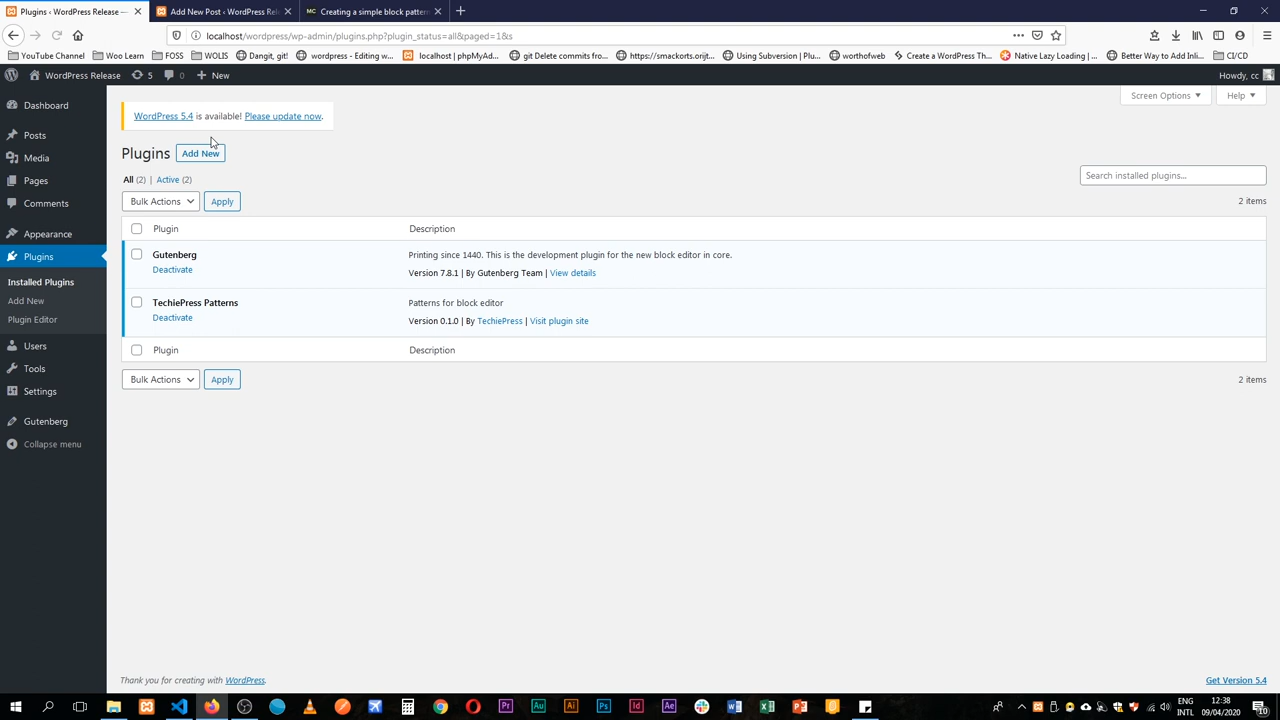 Plugins ‹ WordPress Release —
Add New Post ‹ WordPress Rel
Creating a simple block pattern
localhost/wordpress/wp-admin/plugins.php?plugin_status=all&paged=1&s
YouTube Channel
Woo Learn
FOSS
WOLIS
Dangit, git!
wordpress - Editing w...
localhost | phpMyAd...
git Delete commits fro...
https://smackorts.orijt...
Using Subversion | Plu...
worthofweb
Create a WordPress Th...
Native Lazy Loading |...
Better Way to Add Inli...
CI/CD
WordPress Release
5
0
New
Howdy, cc
Screen Options
Help
Dashboard
Posts
Media
Pages
Comments
Appearance
Plugins
Installed Plugins
Add New
Plugin Editor
Users
Tools
Settings
Gutenberg
Collapse menu
WordPress 5.4 is available! Please update now.
Plugins Add New
All (2) | Active (2)
Search installed plugins...
Bulk Actions Apply
2 items
Plugin Description
Gutenberg
Deactivate
Printing since 1440. This is the development plugin for the new block editor in core.
Version 7.8.1 | By Gutenberg Team | View details
TechiePress Patterns
Deactivate
Patterns for block editor
Version 0.1.0 | By TechiePress | Visit plugin site
Plugin Description
Bulk Actions Apply
2 items
Thank you for creating with WordPress.
Get Version 5.4
ENG
INTL
12:38
09/04/2020